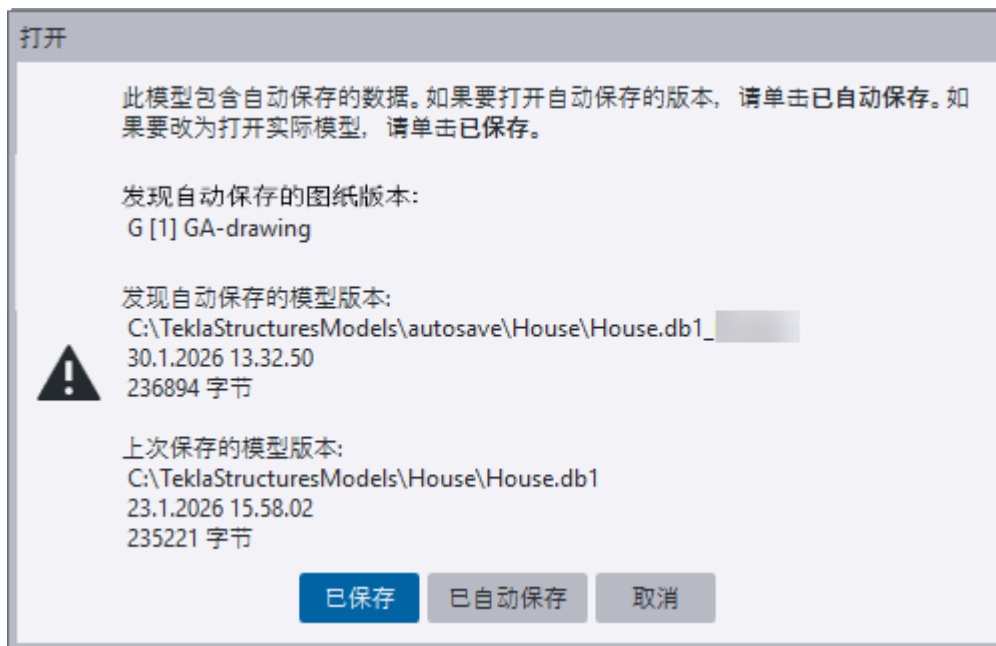 打开
此模型包含自动保存的数据。如果要打开自动保存的版本，请单击已自动保存。如
果要改为打开实际模型，请单击已保存。
发现自动保存的图纸版本:
G [1] GA-drawing
发现自动保存的模型版本:
C:\TeklaStructuresModels\autosave\House\House.db1_
30.1.2026 13.32.50
236894 字节
上次保存的模型版本:
C:\TeklaStructuresModels\House\House.db1
23.1.2026 15.58.02
235221 字节
已保存
已自动保存
取消